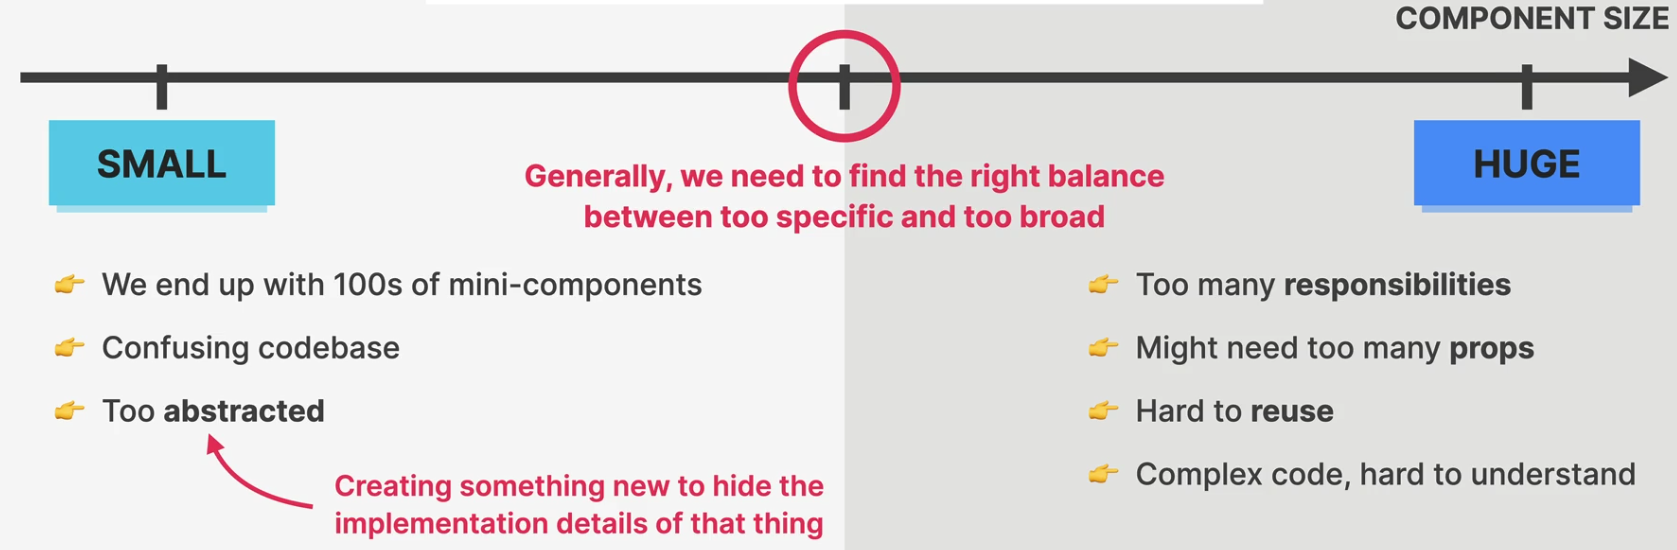 COMPONENT SIZE
SMALL
HUGE
Generally, we need to find the right balance
between too specific and too broad
👉 We end up with 100s of mini-components
👉 Confusing codebase
👉 Too abstracted
Creating something new to hide the
implementation details of that thing
👉 Too many responsibilities
👉 Might need too many props
👉 Hard to reuse
👉 Complex code, hard to understand